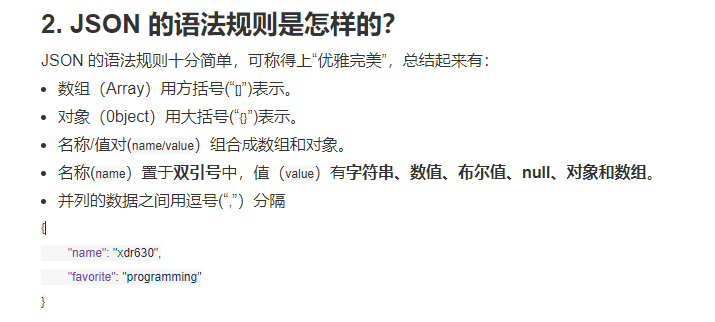 2. JSON 的语法规则是怎样的？
JSON 的语法规则十分简单，可称得上“优雅完美”，总结起来有：
• 数组（Array）用方括号(“[]”)表示。
• 对象（0bject）用大括号(“{}”)表示。
• 名称/值对(name/value）组合成数组和对象。
• 名称(name）置于双引号中，值（value）有字符串、数值、布尔值、null、对象和数组。
• 并列的数据之间用逗号(“,”）分隔
{
"name": "xdr630",
"favorite": "programming"
}